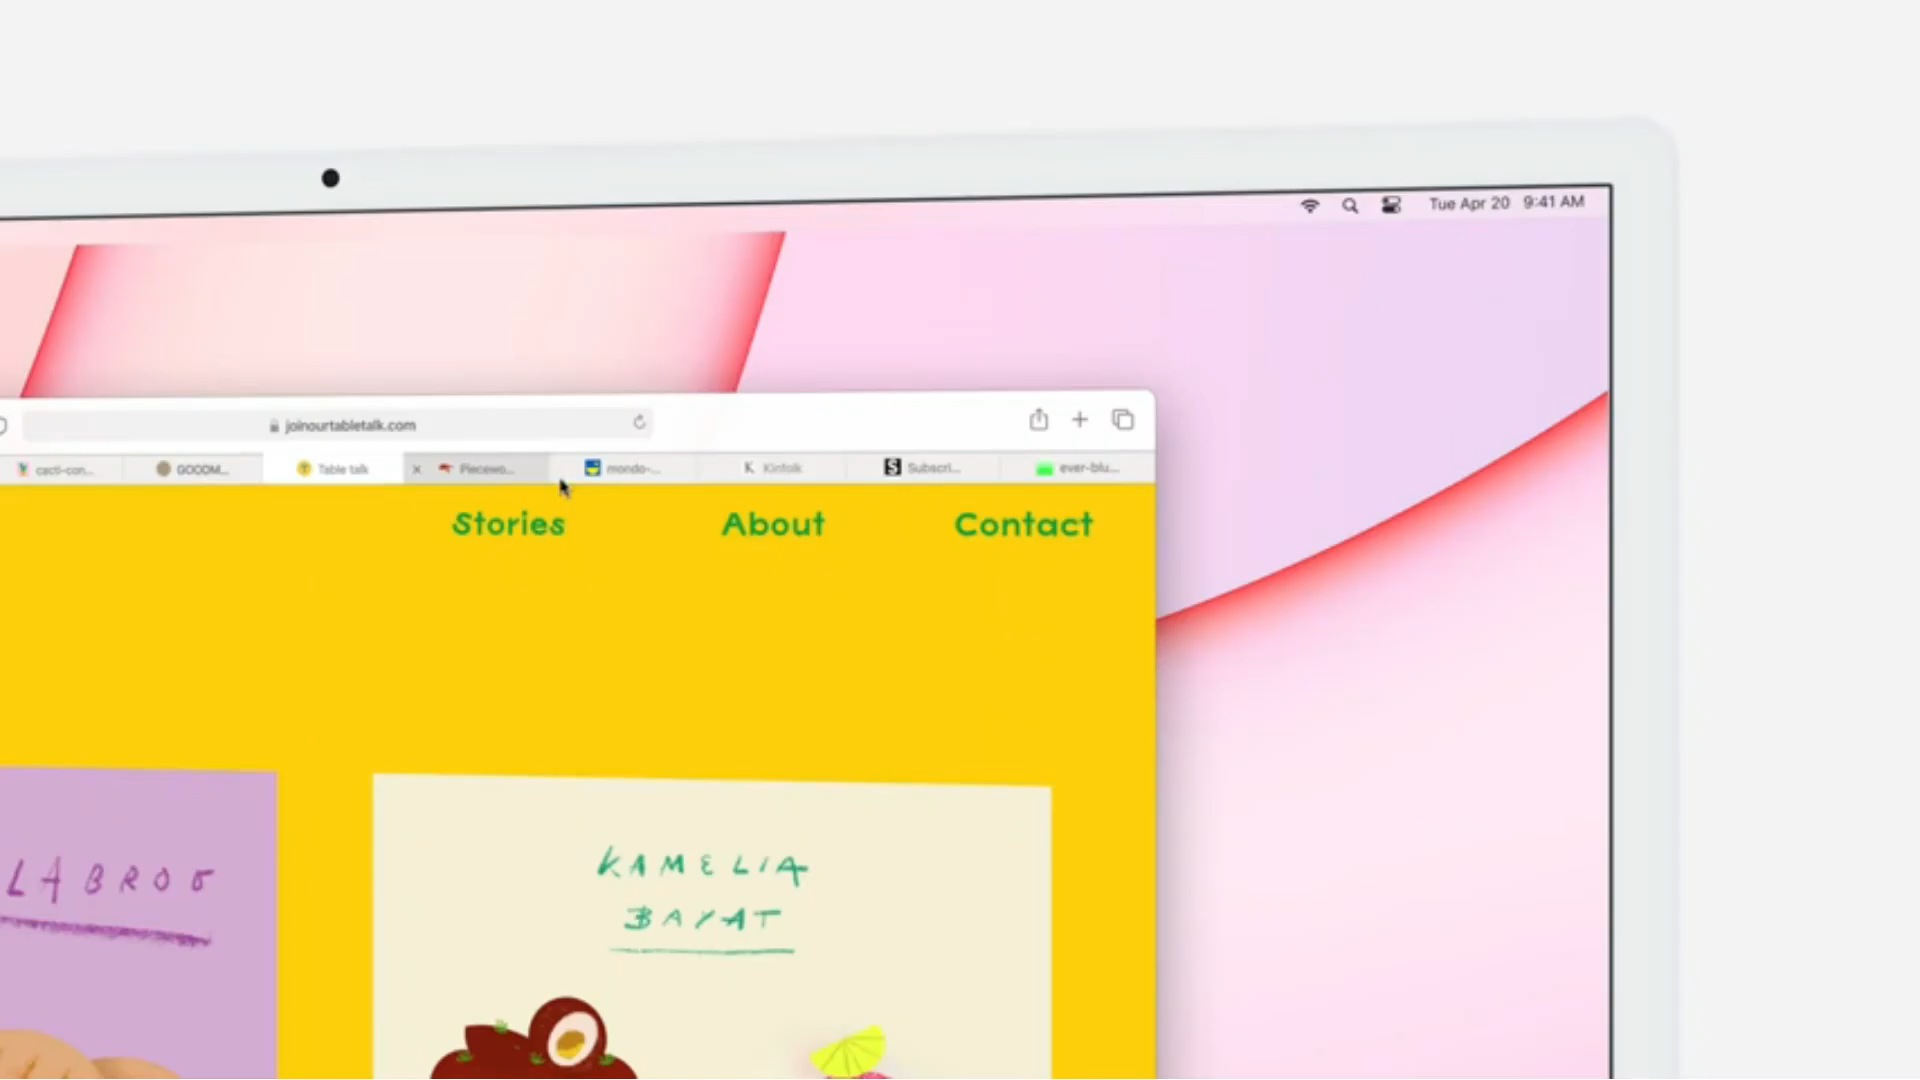 Tue Apr 20 9:41 AM
joinourtabletalk.com
cacti-con...
GOODM...
Table talk
Piecewo...
mondo-...
K Kinfolk
S Subscri...
ever-blu...
Stories
About
Contact
LABROS
KAMELIA
BAYAT